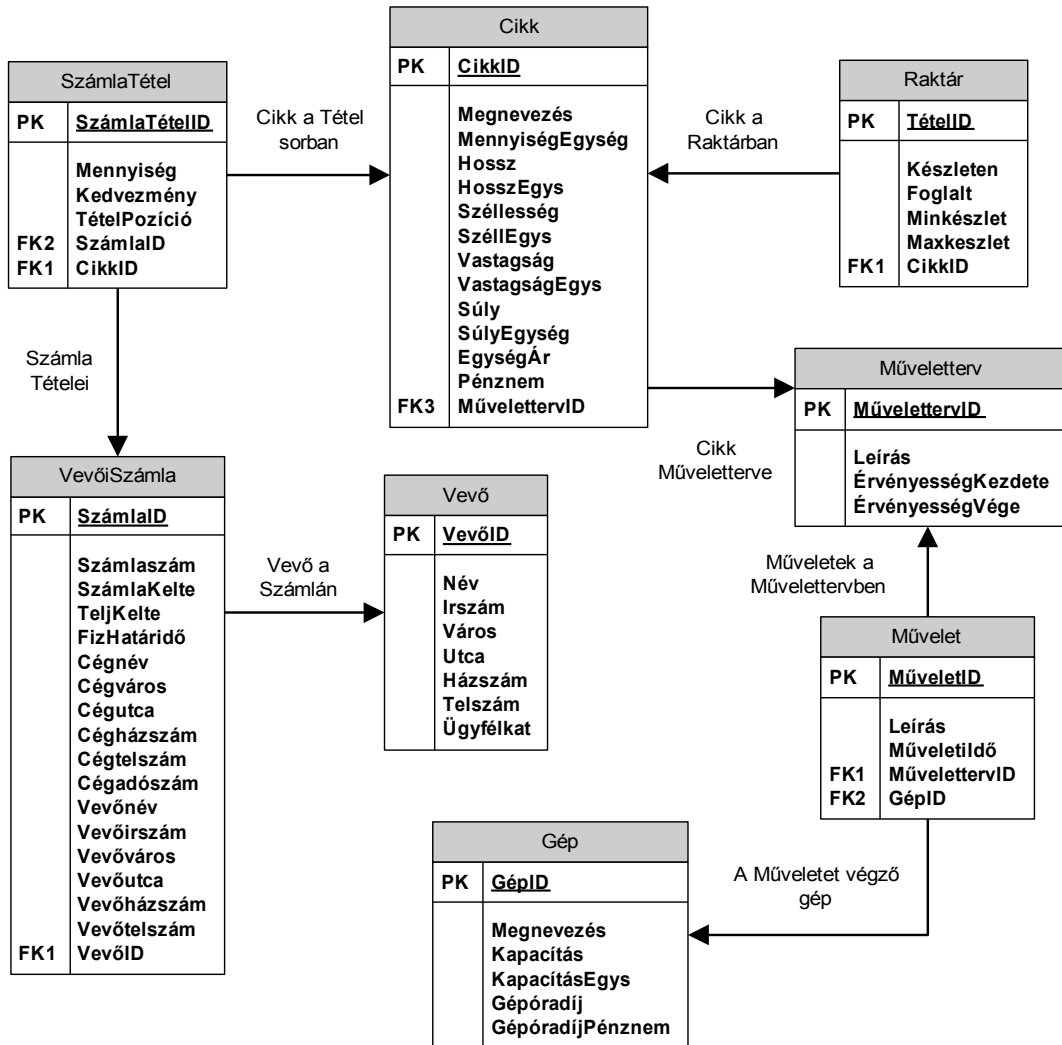 Cikk
PK CikkID
Megnevezés
MennyiségEgység
Hossz
HosszEgys
Széllesség
SzéllEgys
Vastagság
VastagságEgys
Súly
SúlyEgység
EgységÁr
Pénznem
FK3 MűvelettervID
SzámlaTétel
PK SzámlaTételID
Mennyiség
Kedvezmény
TételPozíció
FK2 SzámlaID
FK1 CikkID
Cikk a Tétel
sorban
Cikk a
Raktárban
Raktár
PK TételID
Készleten
Foglalt
Minkészlet
Maxkeszlet
FK1 CikkID
Számla
Tételei
Cikk
Műveletterve
Műveletterv
PK MűvelettervID
Leírás
ÉrvényességKezdete
ÉrvényességVége
VevőiSzámla
PK SzámlaID
Számlaszám
SzámlaKelte
TeljKelte
FizHatáridő
Cégnév
Cégváros
Cégutca
Cégházszám
Cégtelszám
Cégadószám
Vevőnév
Vevőirszám
Vevőváros
Vevőutca
Vevőházszám
Vevőtelszám
FK1 VevőID
Vevő a
Számlán
Vevő
PK VevőID
Név
Irszám
Város
Utca
Házszám
Telszám
Ügyfélkat
Műveletek a
Művelettervben
Művelet
PK MűveletID
Leírás
MűveletiIdő
FK1 MűvelettervID
FK2 GépID
A Műveletet végző
gép
Gép
PK GépID
Megnevezés
Kapacítás
KapacításEgys
Gépóradíj
GépóradíjPénznem